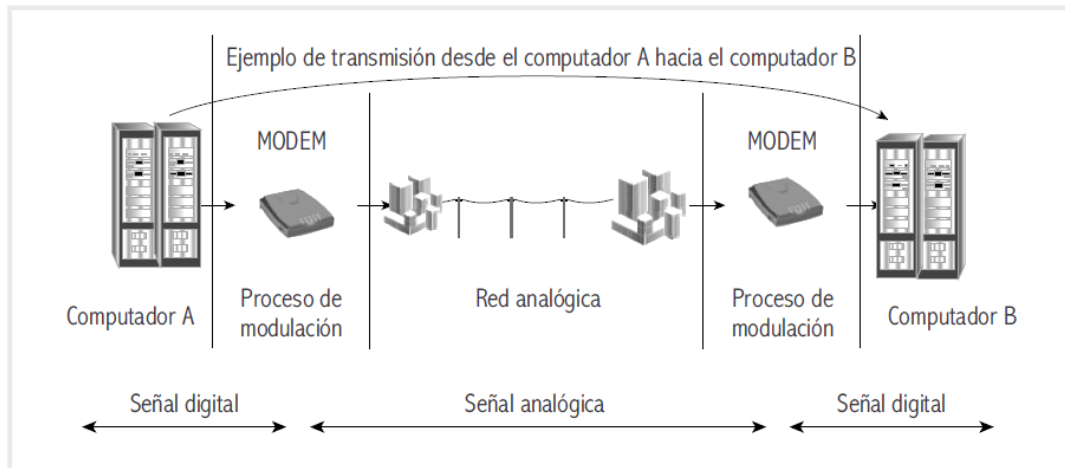 Ejemplo de transmisión desde el computador A hacia el computador B
MODEM
MODEM
Computador A
Proceso de
modulación
Red analógica
Proceso de
modulación
Computador B
Señal digital
Señal analógica
Señal digital